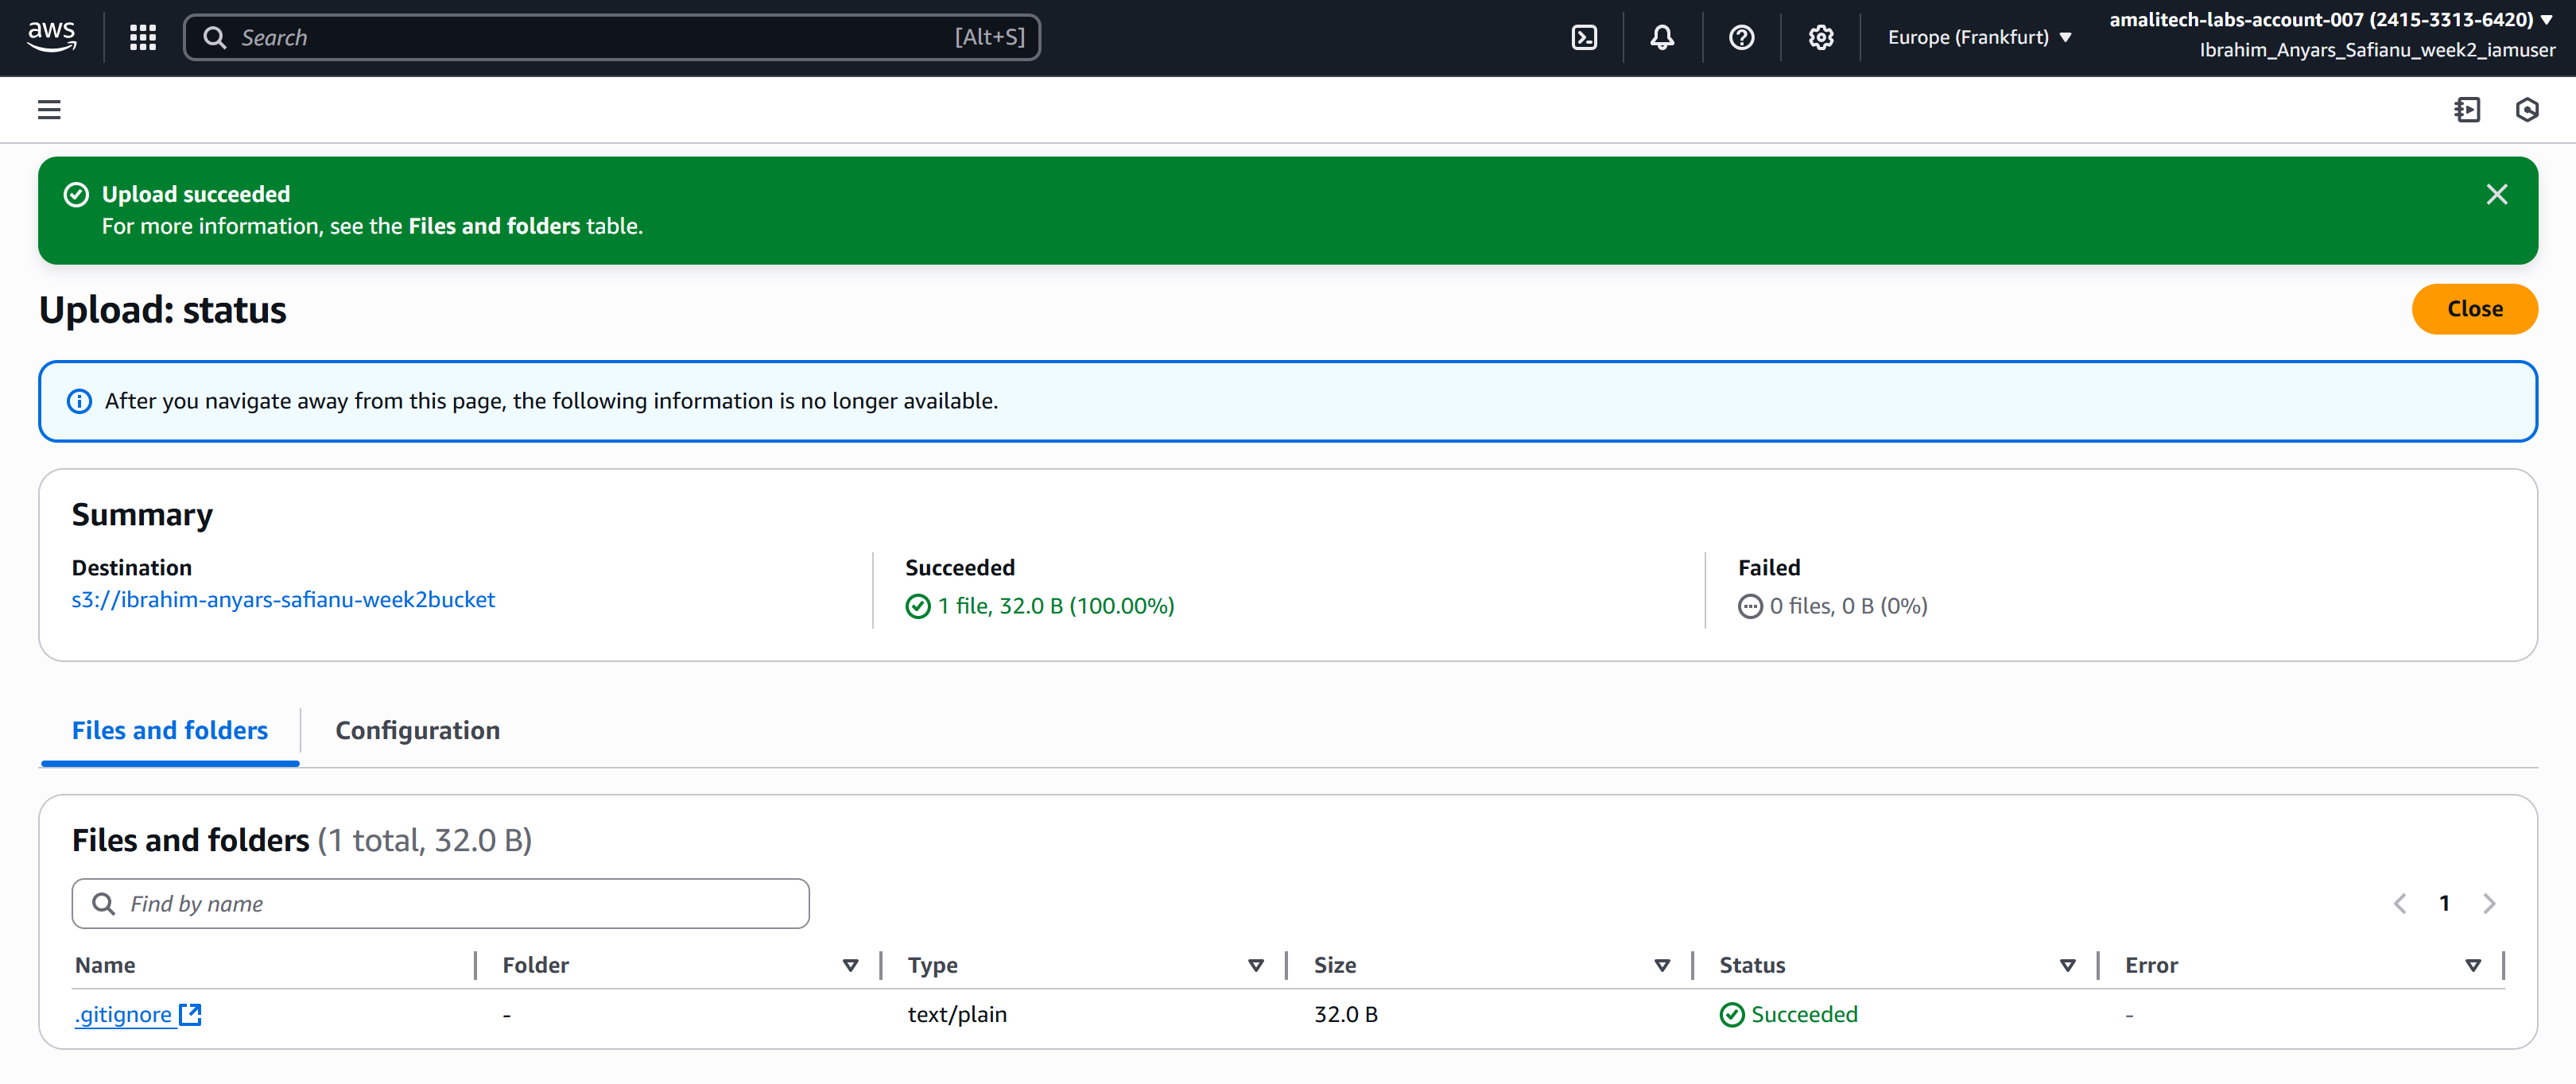 aws
Search
[Alt+S]
Europe (Frankfurt)
amalitech-labs-account-007 (2415-3313-6420)
Ibrahim_Anyars_Safianu_week2_iamuser
Upload succeeded
For more information, see the Files and folders table.
Upload: status
Close
After you navigate away from this page, the following information is no longer available.
Summary
Destination
s3://ibrahim-anyars-safianu-week2bucket
Succeeded
1 file, 32.0 B (100.00%)
Failed
0 files, 0 B (0%)
Files and folders
Configuration
Files and folders (1 total, 32.0 B)
Find by name
1
Name Folder Type Size Status Error
.gitignore - text/plain 32.0 B Succeeded -